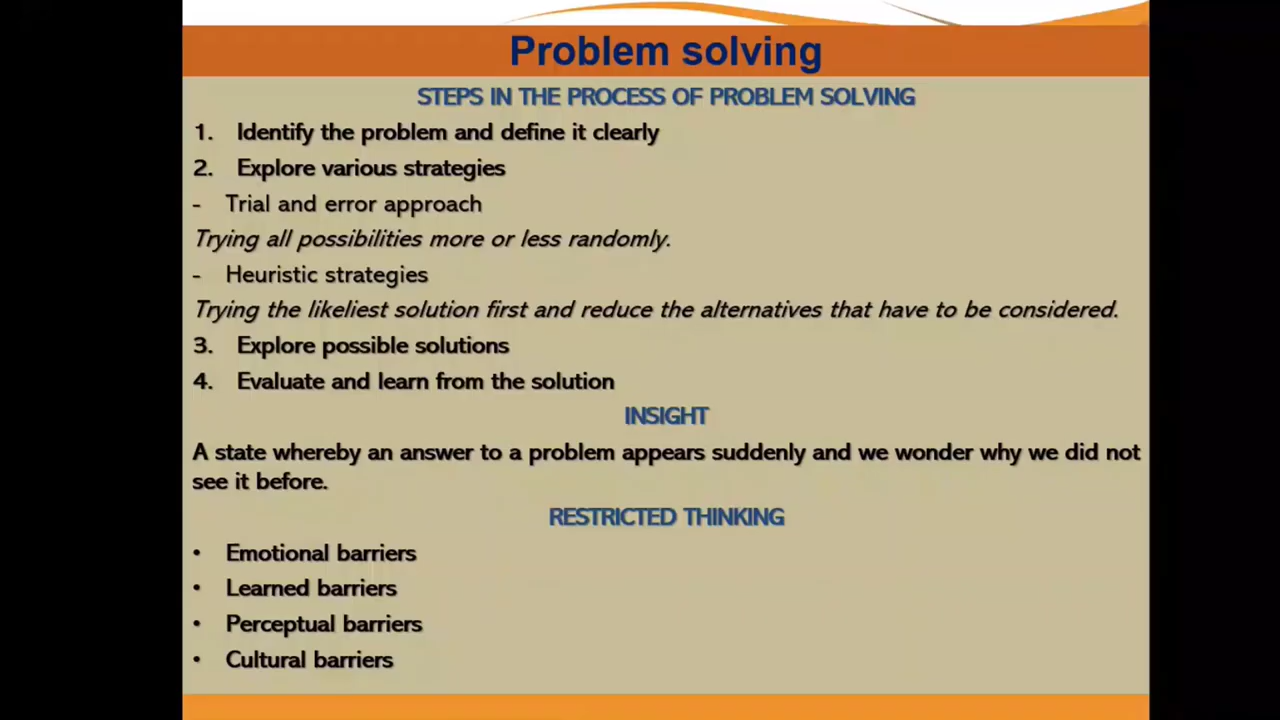 Problem solving
STEPS IN THE PROCESS OF PROBLEM SOLVING
1. Identify the problem and define it clearly
2. Explore various strategies
- Trial and error approach
Trying all possibilities more or less randomly.
- Heuristic strategies
Trying the likeliest solution first and reduce the alternatives that have to be considered.
3. Explore possible solutions
4. Evaluate and learn from the solution
INSIGHT
A state whereby an answer to a problem appears suddenly and we wonder why we did not
see it before.
RESTRICTED THINKING
• Emotional barriers
• Learned barriers
• Perceptual barriers
• Cultural barriers